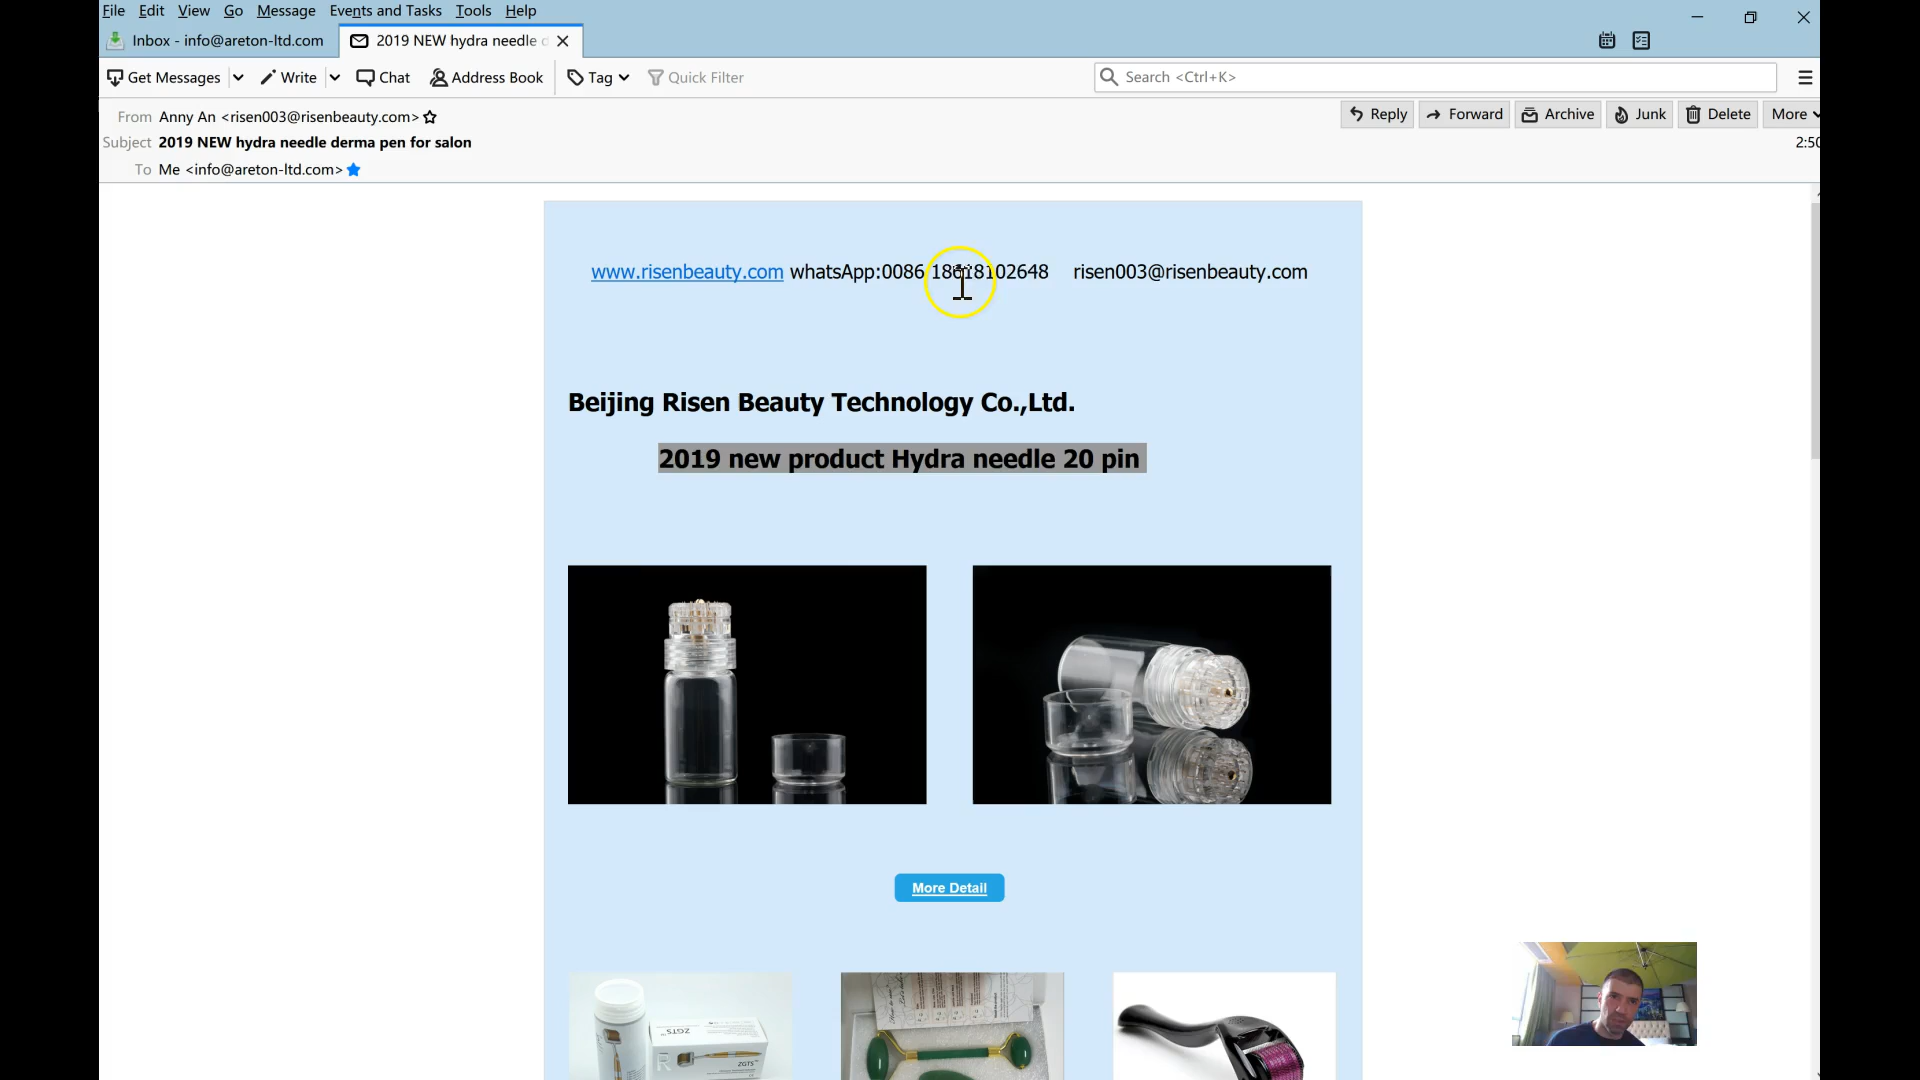 File Edit View Go Message Events and Tasks Tools Help
Inbox - info@areton-ltd.com 2019 NEW hydra needle d
Get Messages Write Chat Address Book Tag Quick Filter Search <Ctrl+K>
From Anny An <risen003@risenbeauty.com> Reply Forward Archive Junk Delete More
Subject 2019 NEW hydra needle derma pen for salon 2:50
To Me <info@areton-ltd.com>
www.risenbeauty.com whatsApp:0086 18618102648 risen003@risenbeauty.com
Beijing Risen Beauty Technology Co.,Ltd.
2019 new product Hydra needle 20 pin
More Detail
ZGTS
ZGTS